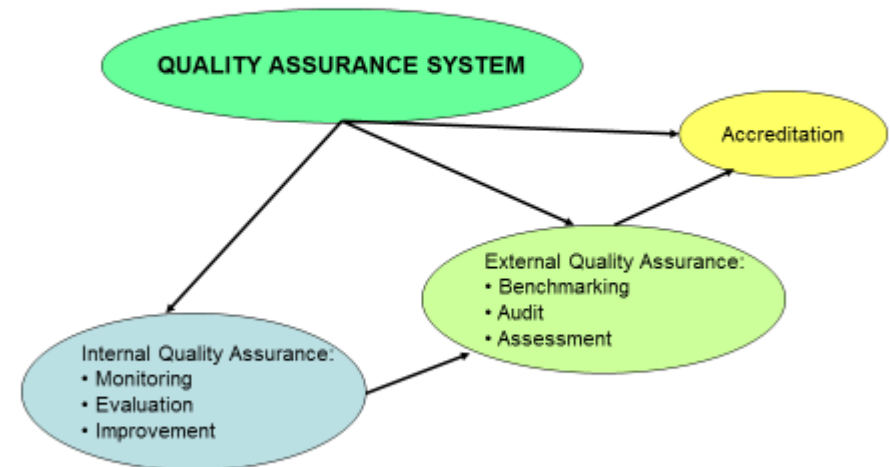 QUALITY ASSURANCE SYSTEM
Accreditation
External Quality Assurance:
• Benchmarking
• Audit
• Assessment
Internal Quality Assurance:
• Monitoring
• Evaluation
• Improvement